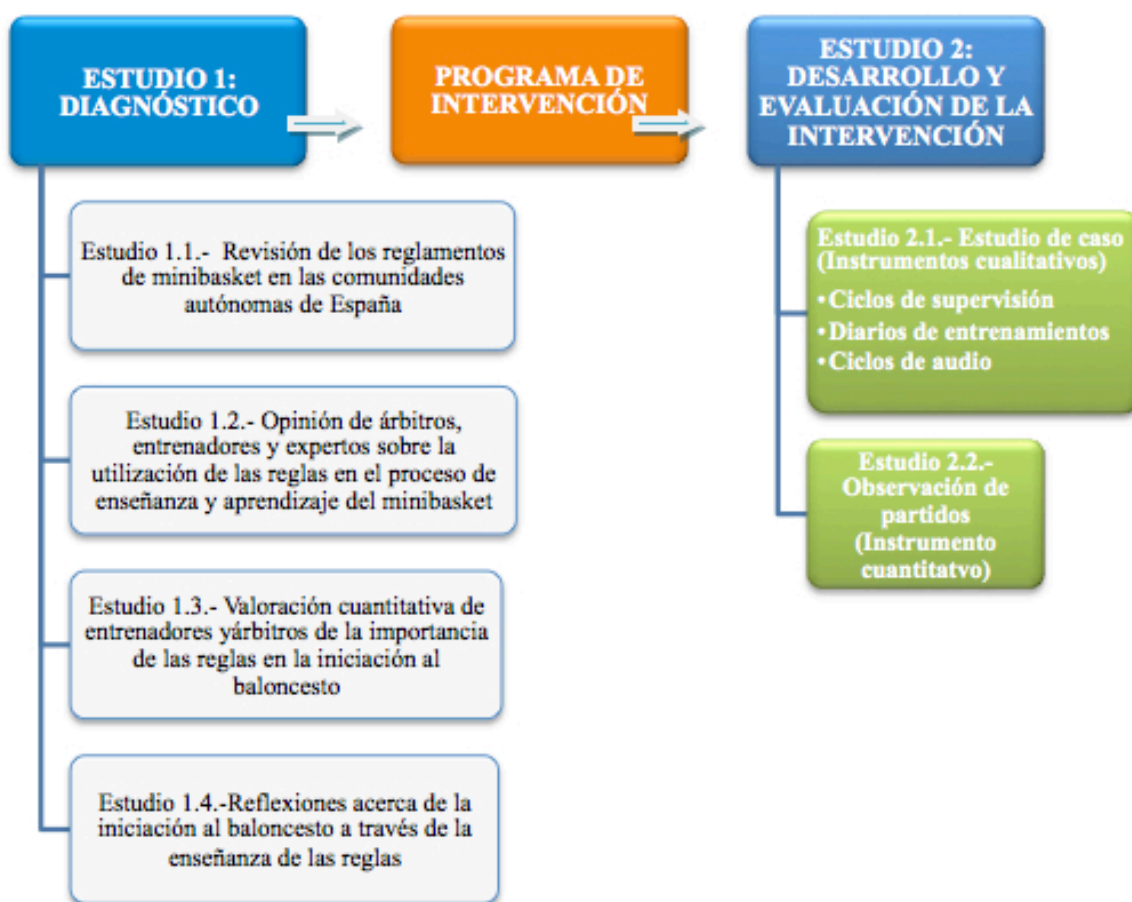 ESTUDIO 1:
DIAGNÓSTICO
PROGRAMA DE
INTERVENCIÓN
ESTUDIO 2:
DESARROLLO Y
EVALUACIÓN DE LA
INTERVENCIÓN
Estudio 1.1.- Revisión de los reglamentos
de minibasket en las comunidades
autónomas de España
Estudio 1.2.- Opinión de árbitros,
entrenadores y expertos sobre la
utilización de las reglas en el proceso de
enseñanza y aprendizaje del minibasket
Estudio 1.3.- Valoración cuantitativa de
entrenadores yárbitros de la importancia
de las reglas en la iniciación al
baloncesto
Estudio 1.4.-Reflexiones acerca de la
iniciación al baloncesto a través de la
enseñanza de las reglas
Estudio 2.1.- Estudio de caso
(Instrumentos cualitativos)
•Ciclos de supervisión
•Diarios de entrenamientos
•Ciclos de audio
Estudio 2.2.-
Observación de
partidos
(Instrumento
cuantitatvo)